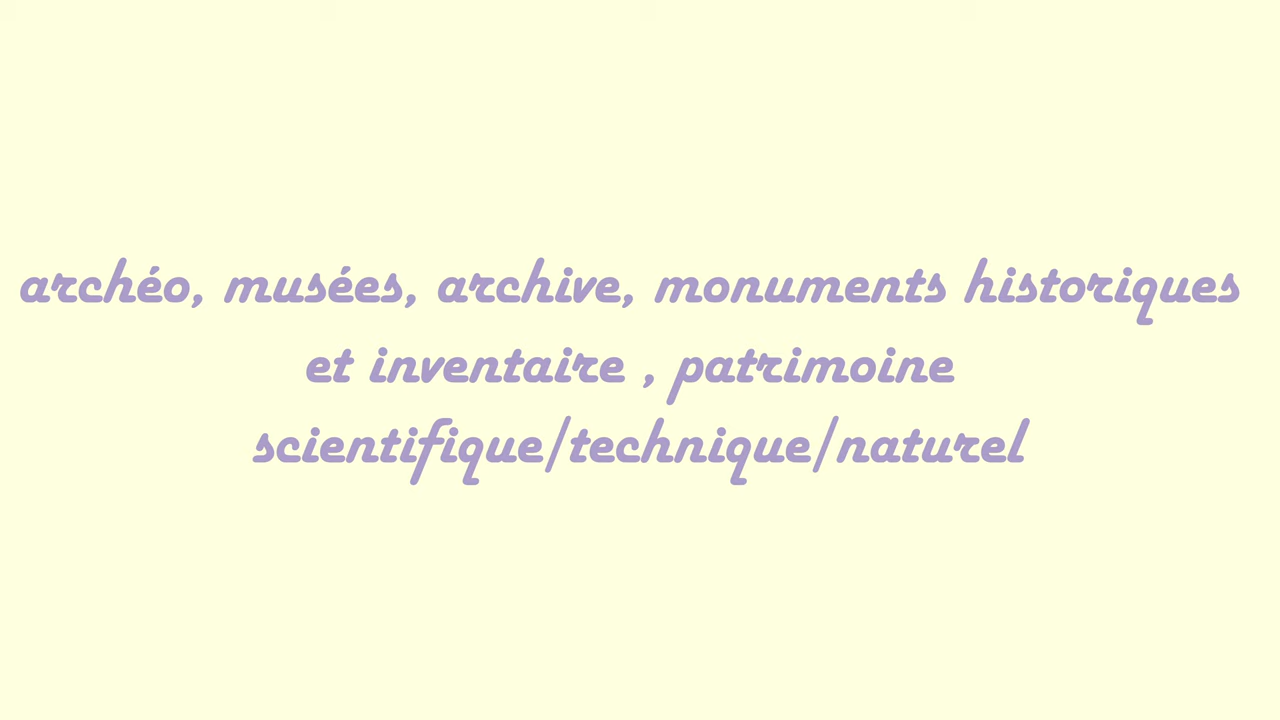 archéo, musées, archive, monuments historiques
et inventaire , patrimoine
scientifique/technique/naturel